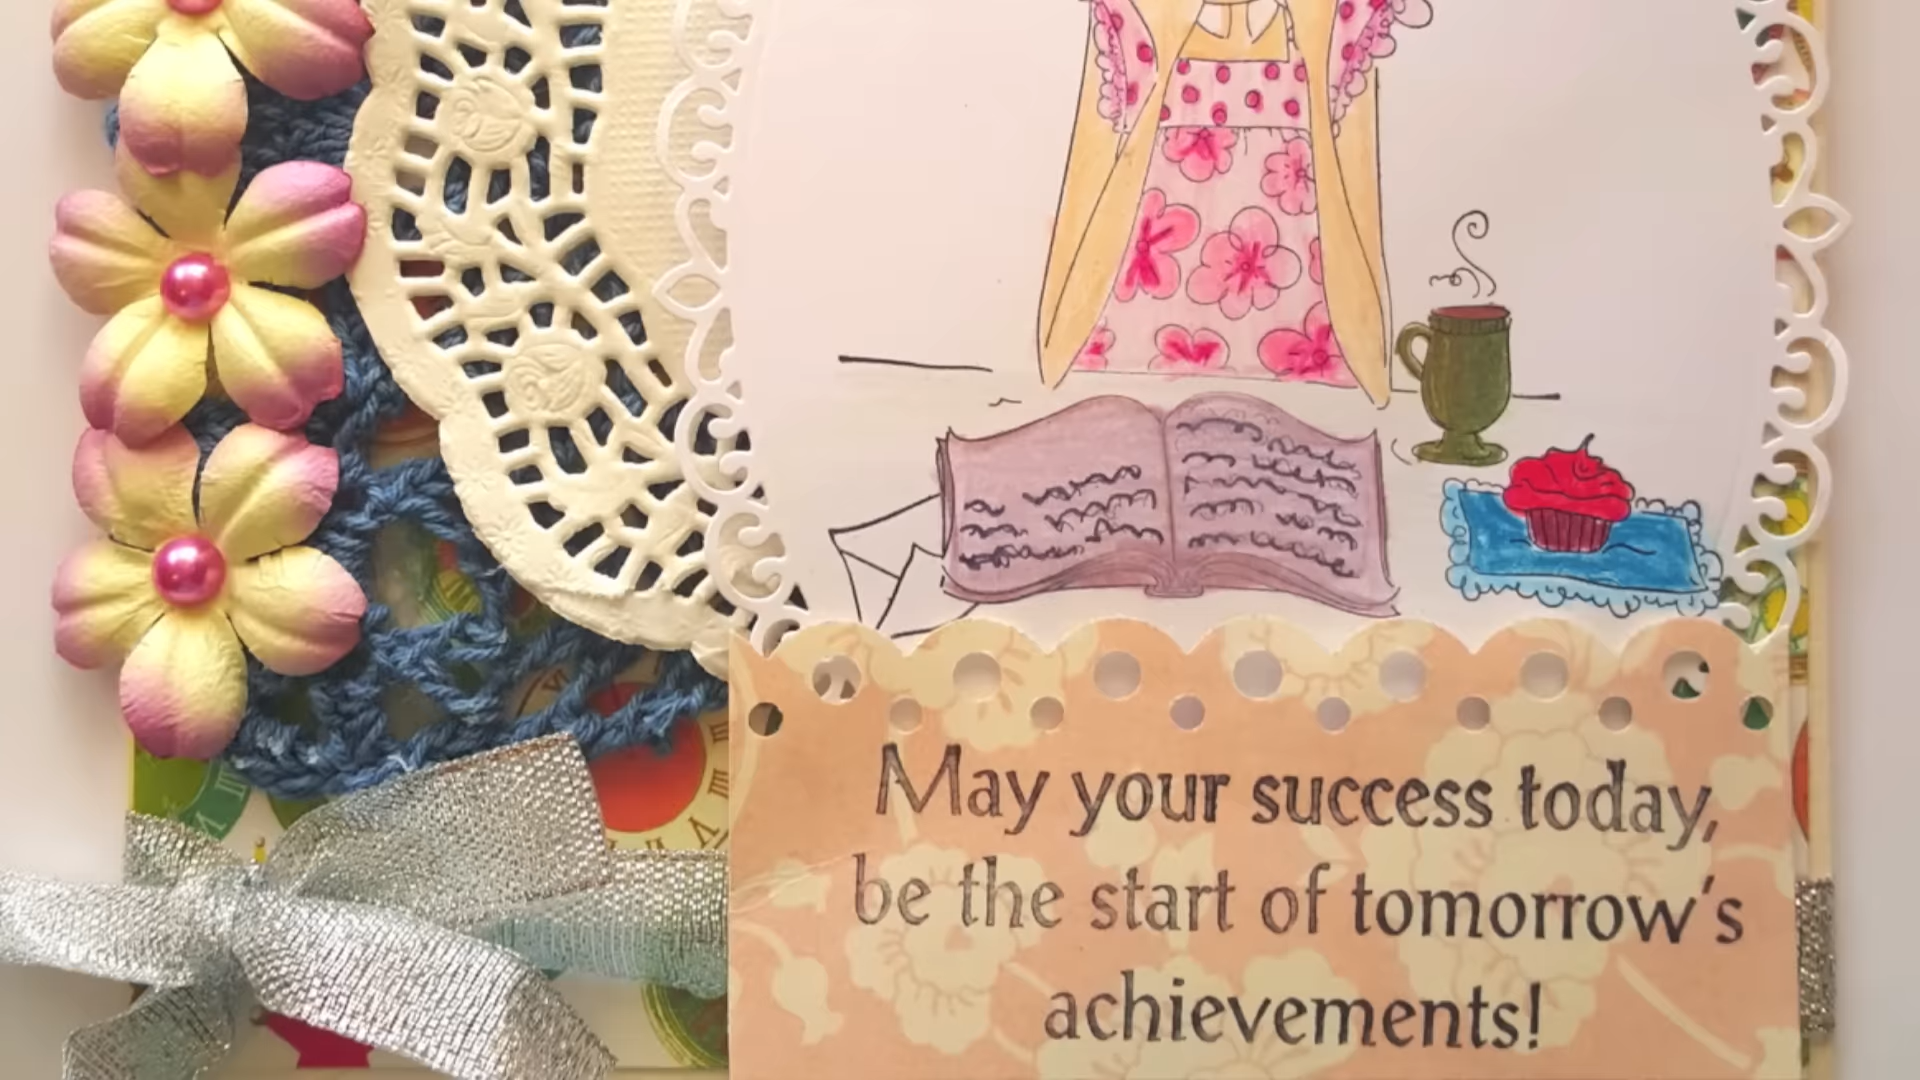 May your success today,
be the start of tomorrow's
achievements!